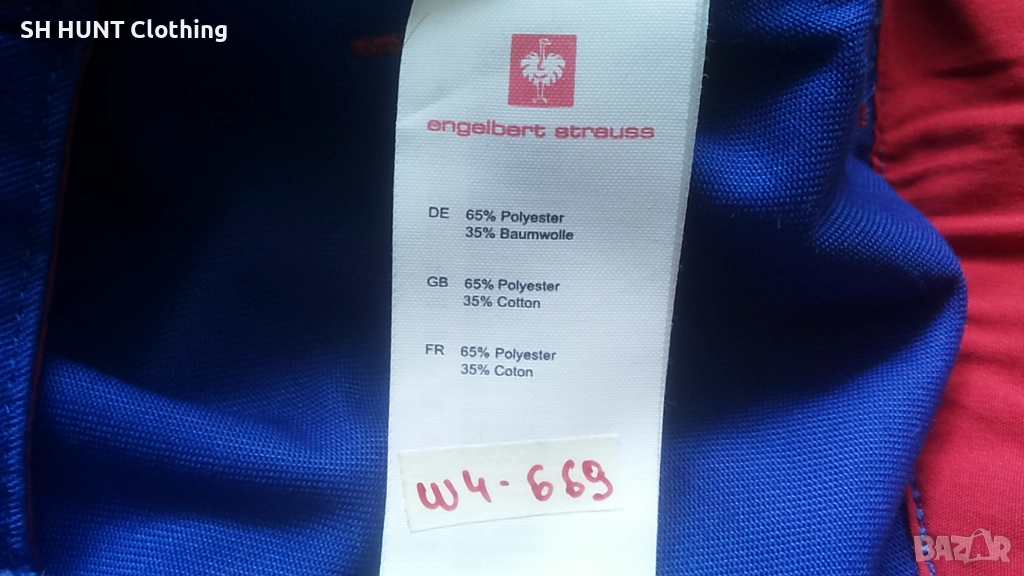 SH HUNT Clothing
engelbert strauss
DE 65% Polyester
35% Baumwolle
GB 65% Polyester
35% Cotton
FR 65% Polyester
35% Coton
w4-669
BAZAR